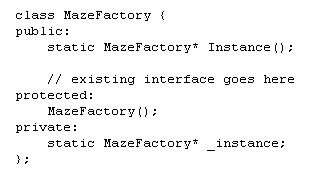 class MazeFactory {
public:
    static MazeFactory* Instance();

    // existing interface goes here
protected:
    MazeFactory();
private:
    static MazeFactory* _instance;
};